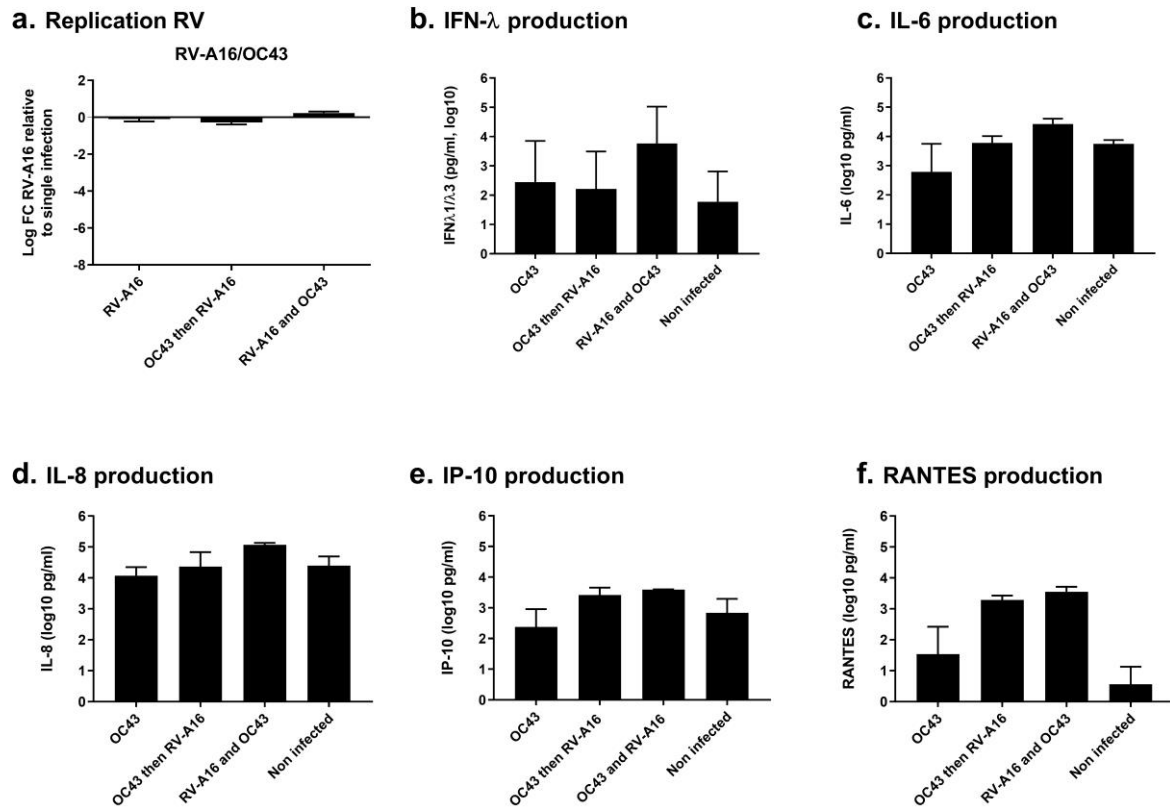 a. Replication RV
RV-A16/OC43
Log FC RV-A16 relative
to single infection
2
0
-2
-4
-6
-8
RV-A16
OC43 then RV-A16
RV-A16 and OC43
b. IFN-λ production
IFNλ1/λ3 (pg/ml, log10)
6
5
4
3
2
1
0
OC43
OC43 then RV-A16
RV-A16 and OC43
Non infected
c. IL-6 production
IL-6 (log10 pg/ml)
6
5
4
3
2
1
0
OC43
OC43 then RV-A16
RV-A16 and OC43
Non infected
d. IL-8 production
IL-8 (log10 pg/ml)
6
5
4
3
2
1
0
OC43
OC43 then RV-A16
RV-A16 and OC43
Non infected
e. IP-10 production
IP-10 (log10 pg/ml)
6
5
4
3
2
1
0
OC43
OC43 then RV-A16
OC43 and RV-A16
Non infected
f. RANTES production
RANTES (log10 pg/ml)
6
5
4
3
2
1
0
OC43
OC43 then RV-A16
RV-A16 and OC43
Non infected